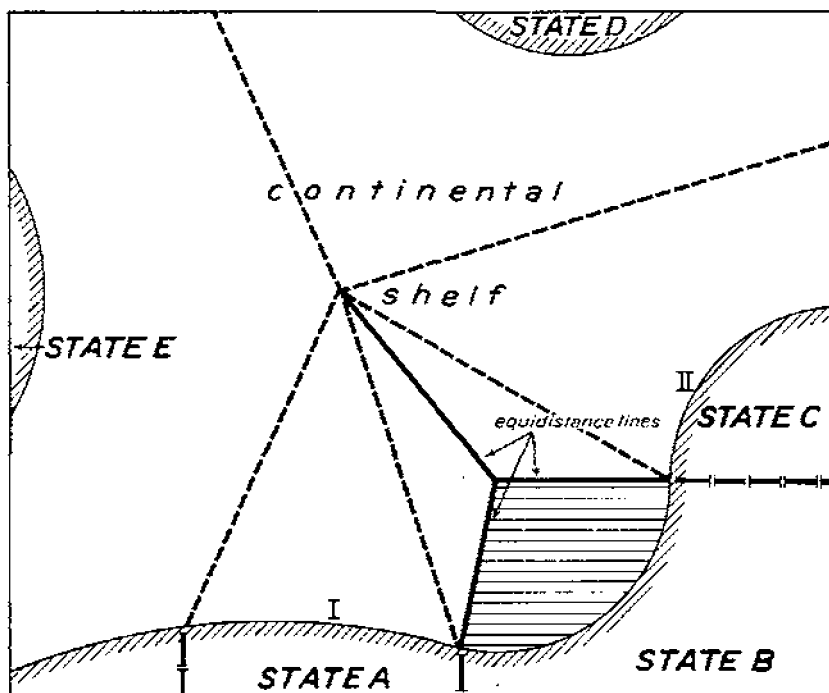 STATE D
continental
shelf
STATE E
II
STATE C
equidistance lines
I
STATE B
STATE A